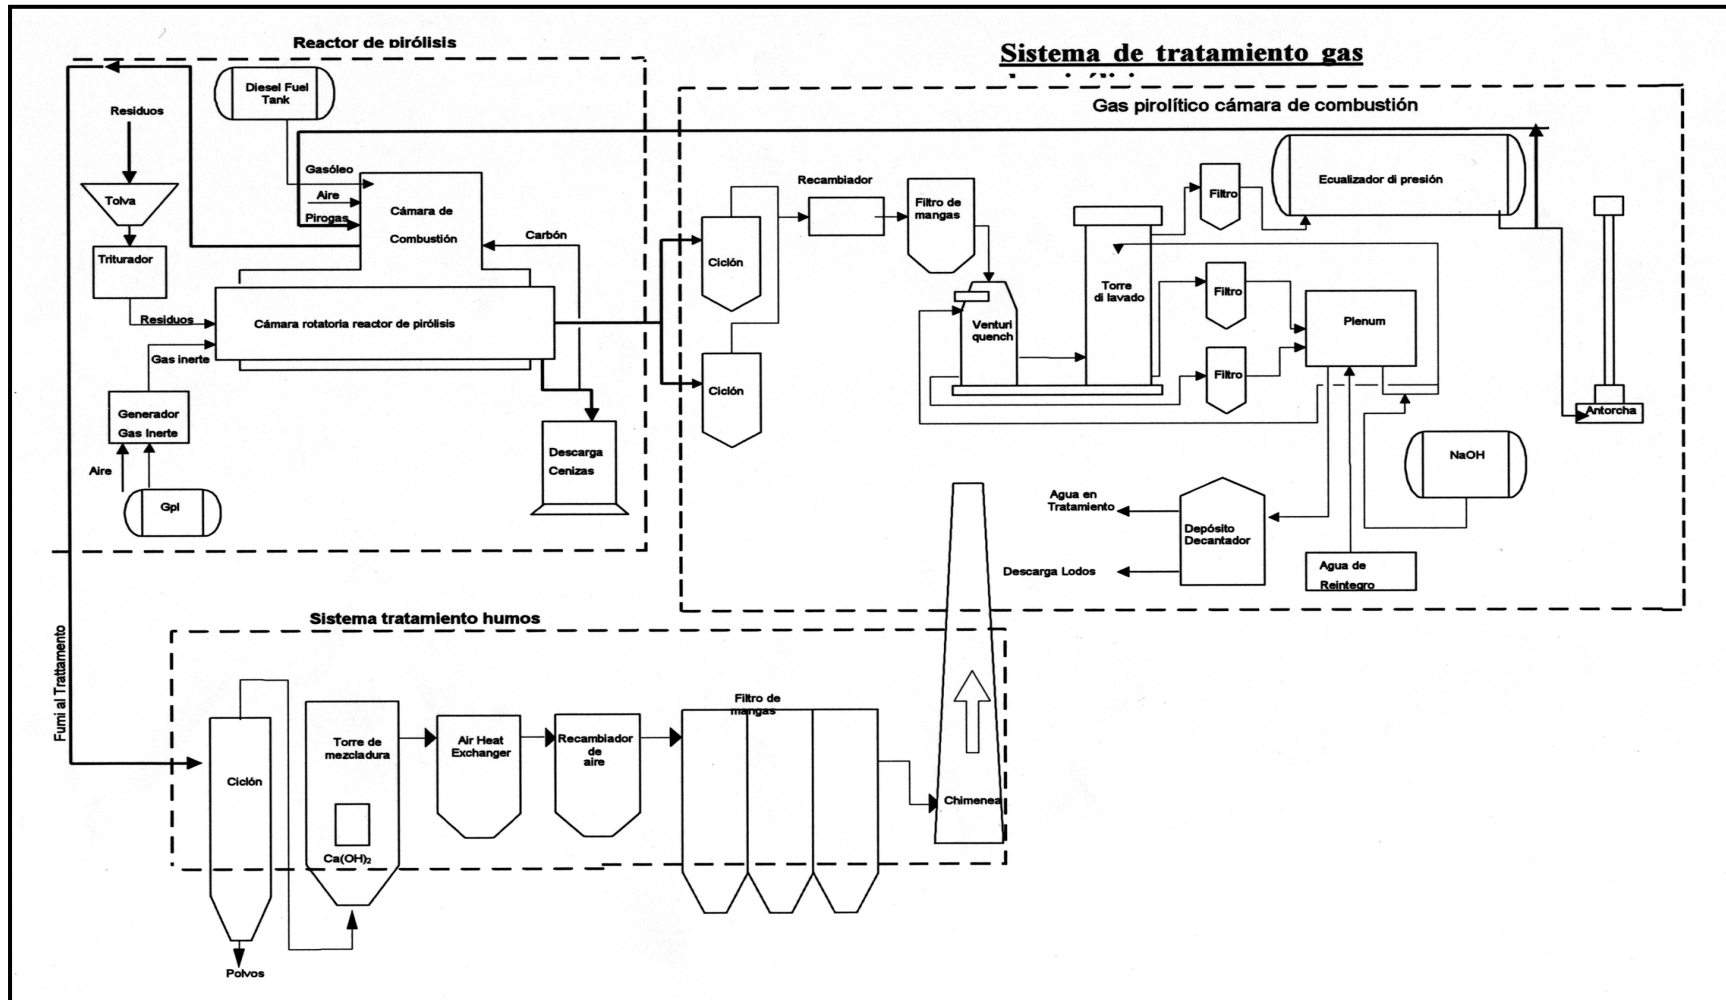 Reactor de pirólisis
Sistema de tratamiento gas
Gas pirolítico cámara de combustión
Diesel Fuel
Tank
Residuos
Tolva
Triturador
Residuos
Gas inerte
Generador
Gas Inerte
Aire
Gpl
Gasóleo
Aire
Pirogas
Cámara de
Combustión
Carbón
Cámara rotatoria reactor de pirólisis
Descarga
Cenizas
Ciclón
Ciclón
Recambiador
Filtro de
mangas
Venturi
quench
Torre
di lavado
Filtro
Filtro
Filtro
Ecualizador di presión
Plenum
Antorcha
NaOH
Agua en
Tratamiento
Depósito
Decantador
Descarga Lodos
Agua de
Reintegro
Fumi al Trattamento
Sistema tratamiento humos
Ciclón
Polvos
Torre de
mezcladura
Ca(OH)₂
Air Heat
Exchanger
Recambiador
de
aire
Filtro de
mangas
Chimenea